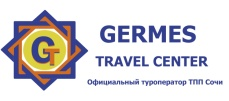 GT
GERMES
TRAVEL CENTER
Официальный туроператор ТПП Сочи